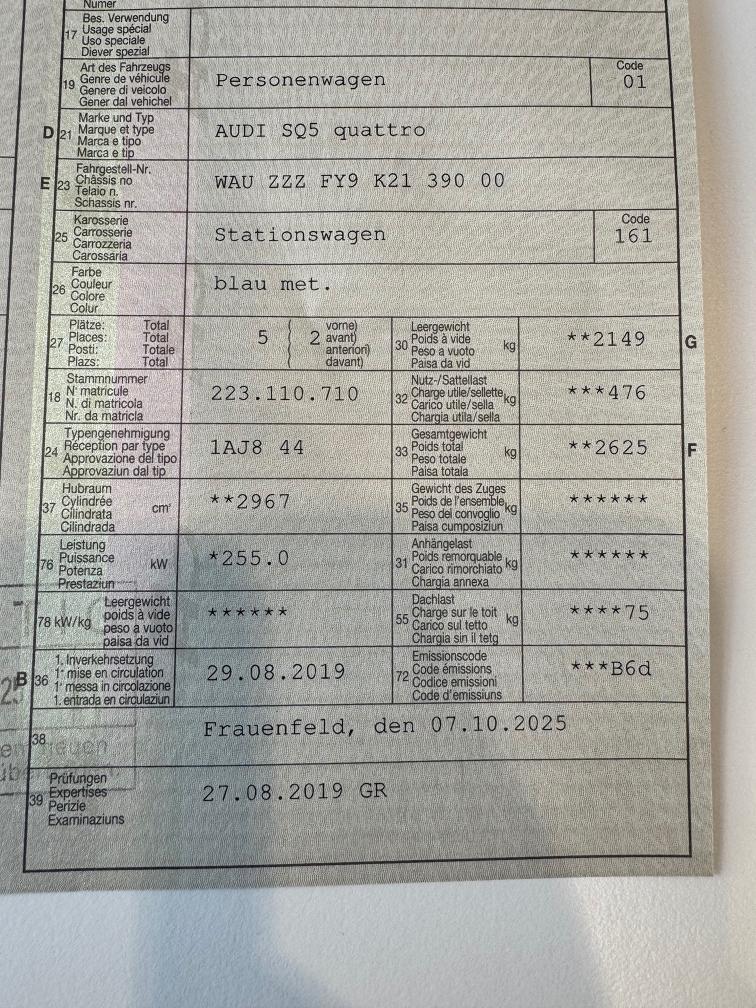 Numer
17 Bes. Verwendung
Usage spécial
Uso speciale
Diever spezial
19 Art des Fahrzeugs
Genre de véhicule
Genere di veicolo
Gener dal vehichel
Personenwagen
Code
01
D 21 Marke und Typ
Marque et type
Marca e tipo
Marca e tip
AUDI SQ5 quattro
E 23 Fahrgestell-Nr.
Châssis no
Telaio n.
Schassis nr.
WAU ZZZ FY9 K21 390 00
25 Karosserie
Carrosserie
Carrozzeria
Carossaria
Stationswagen
Code
161
26 Farbe
Couleur
Colore
Colur
blau met.
27 Plätze: Total
Places: Total
Posti: Totale
Plazs: Total
5 2 vorne)
avant)
anteriori)
davant)
30 Leergewicht
Poids à vide
Peso a vuoto
Paisa da vid
kg
**2149
G
18 Stammnummer
N° matricule
N. di matricola
Nr. da matricla
223.110.710
32 Nutz-/Sattellast
Charge utile/sellette
Carico utile/sella
Chargia utila/sella
kg
***476
24 Typengenehmigung
Réception par type
Approvazione del tipo
Approvaziun dal tip
1AJ8 44
33 Gesamtgewicht
Poids total
Peso totale
Paisa totala
kg
**2625
F
37 Hubraum
Cylindrée
Cilindrata
Cilindrada
cm³
**2967
35 Gewicht des Zuges
Poids de l'ensemble
Peso del convoglio
Paisa cumposiziun
kg
******
76 Leistung
Puissance
Potenza
Prestaziun
kW
*255.0
31 Anhängelast
Poids remorquable
Carico rimorchiato
Chargia annexa
kg
******
78 kW/kg Leergewicht
poids à vide
peso a vuoto
paisa da vid
******
55 Dachlast
Charge sur le toit
Carico sul tetto
Chargia sin il tetg
kg
****75
B 36 1. Inverkehrsetzung
1re mise en circulation
1a messa in circolazione
1. entrada en circulaziun
29.08.2019
72 Emissionscode
Code émissions
Codice emissioni
Code d'emissiuns
***B6d
38 Frauenfeld, den 07.10.2025
39 Prüfungen
Expertises
Perizie
Examinaziuns
27.08.2019 GR